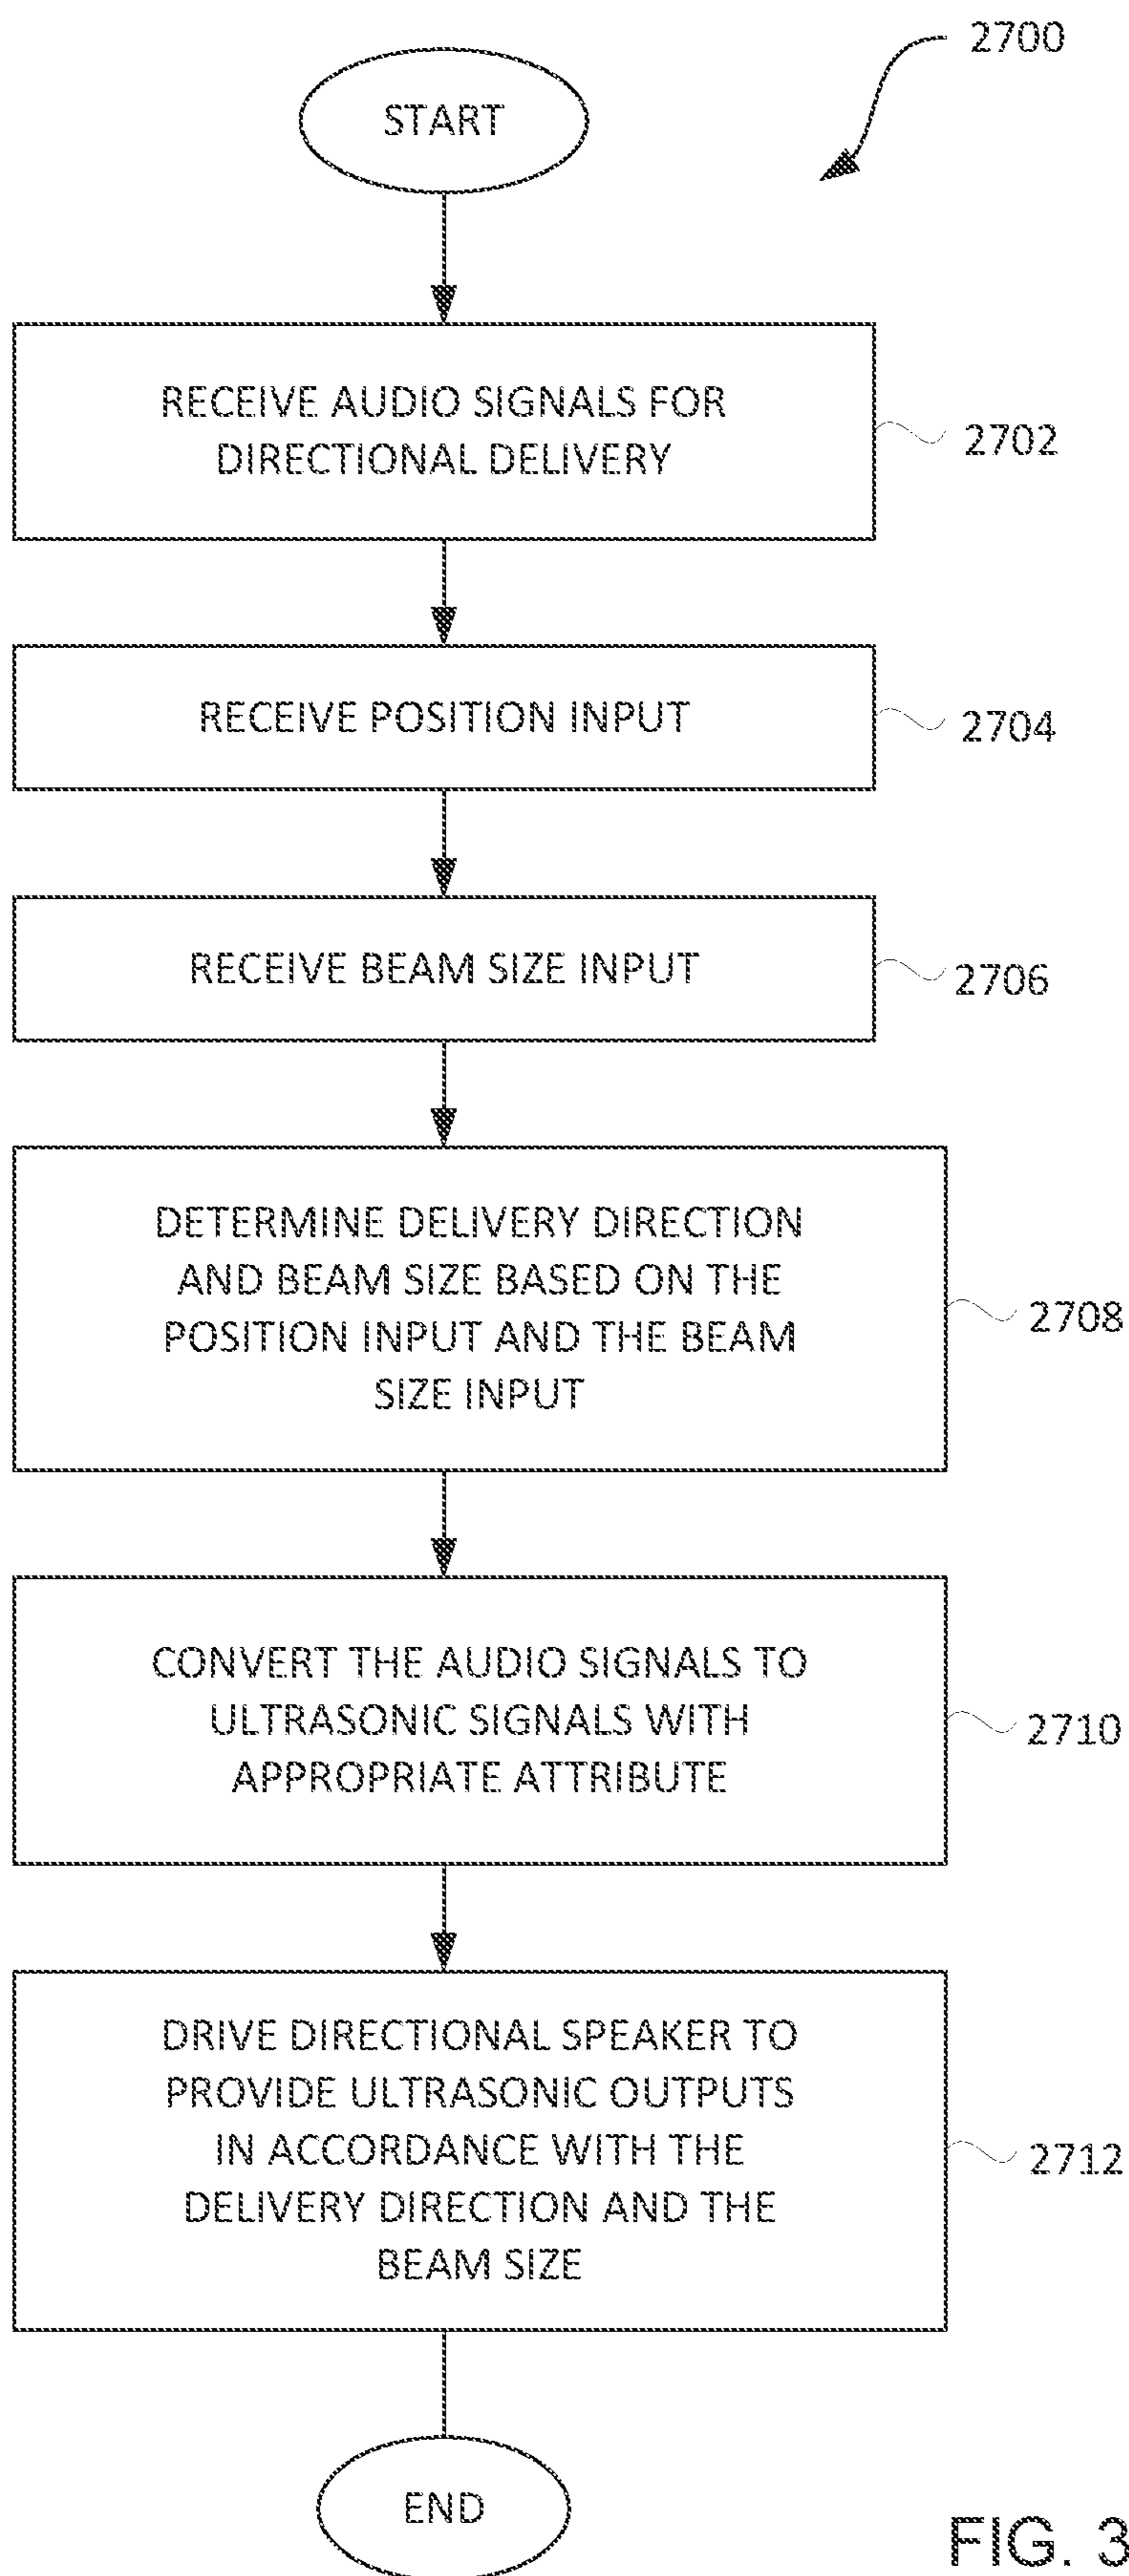 2700
START
RECEIVE AUDIO SIGNALS FOR
DIRECTIONAL DELIVERY
2702
RECEIVE POSITION INPUT
2704
RECEIVE BEAM SIZE INPUT
2706
DETERMINE DELIVERY DIRECTION
AND BEAM SIZE BASED ON THE
POSITION INPUT AND THE BEAM
SIZE INPUT
2708
CONVERT THE AUDIO SIGNALS TO
ULTRASONIC SIGNALS WITH
APPROPRIATE ATTRIBUTE
2710
DRIVE DIRECTIONAL SPEAKER TO
PROVIDE ULTRASONIC OUTPUTS
IN ACCORDANCE WITH THE
DELIVERY DIRECTION AND THE
BEAM SIZE
2712
END
FIG. 3